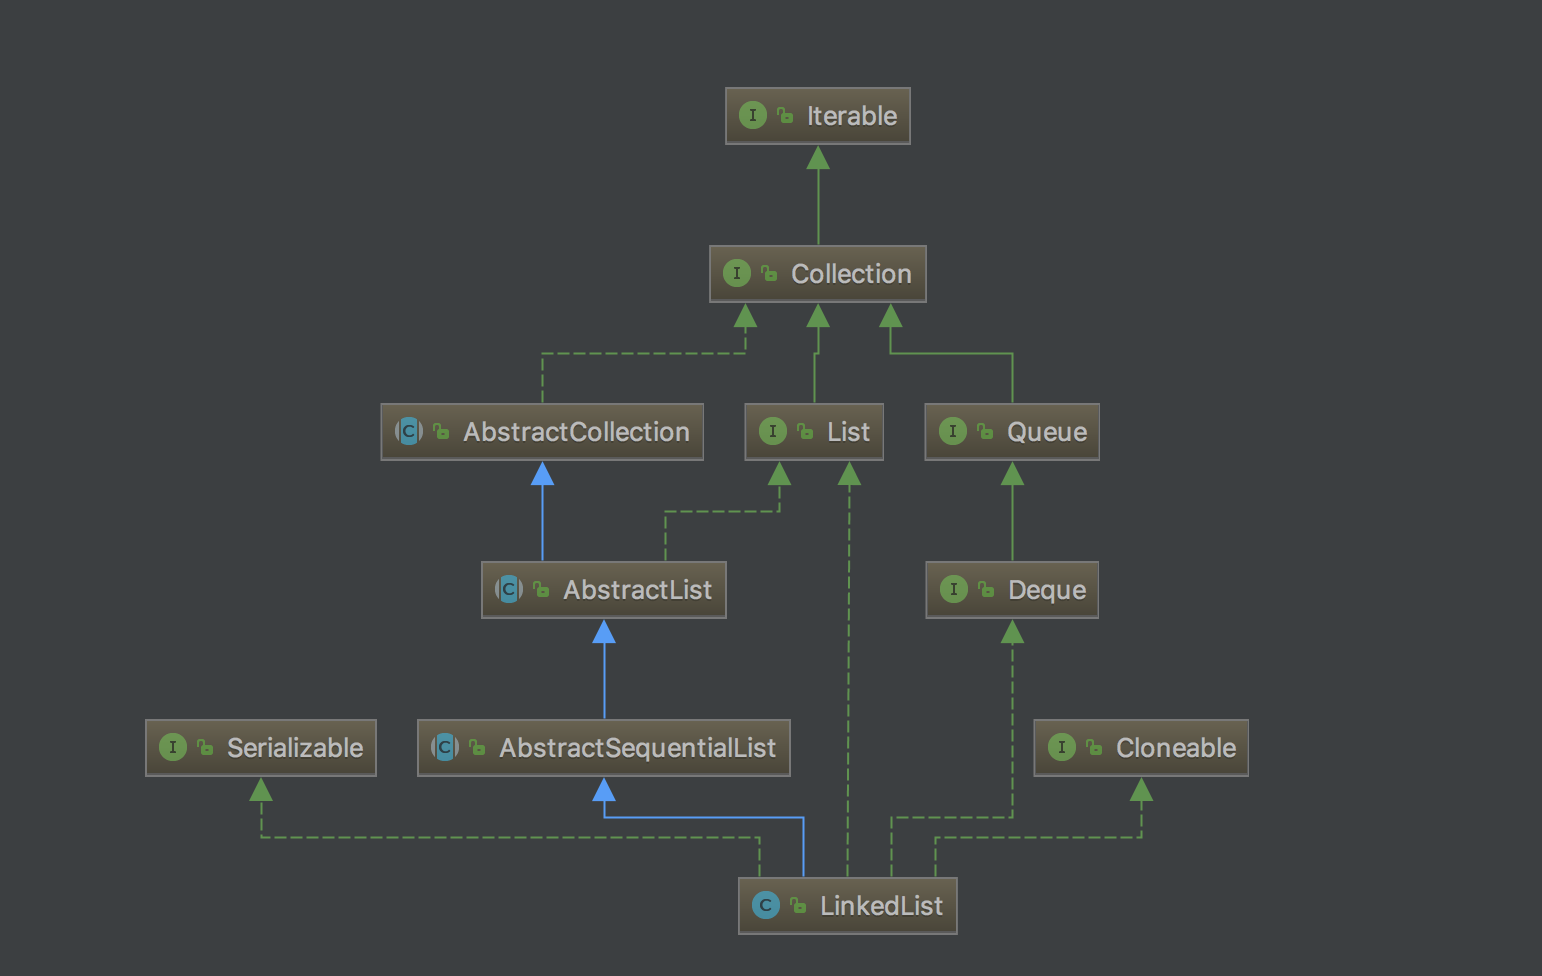 I Iterable
I Collection
C AbstractCollection
I List
I Queue
C AbstractList
I Deque
I Serializable
C AbstractSequentialList
I Cloneable
C LinkedList